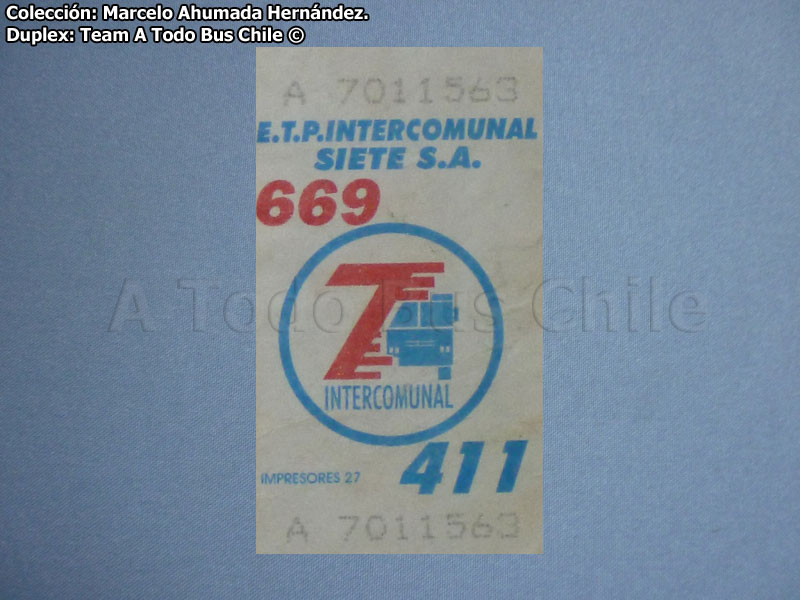 Colección: Marcelo Ahumada Hernández.
Duplex: Team A Todo Bus Chile ©
A 7011563
E.T.P.INTERCOMUNAL
SIETE S.A.
669
A Todo Bus Chile
7
INTERCOMUNAL
411
IMPRESORES 27
A 7011563